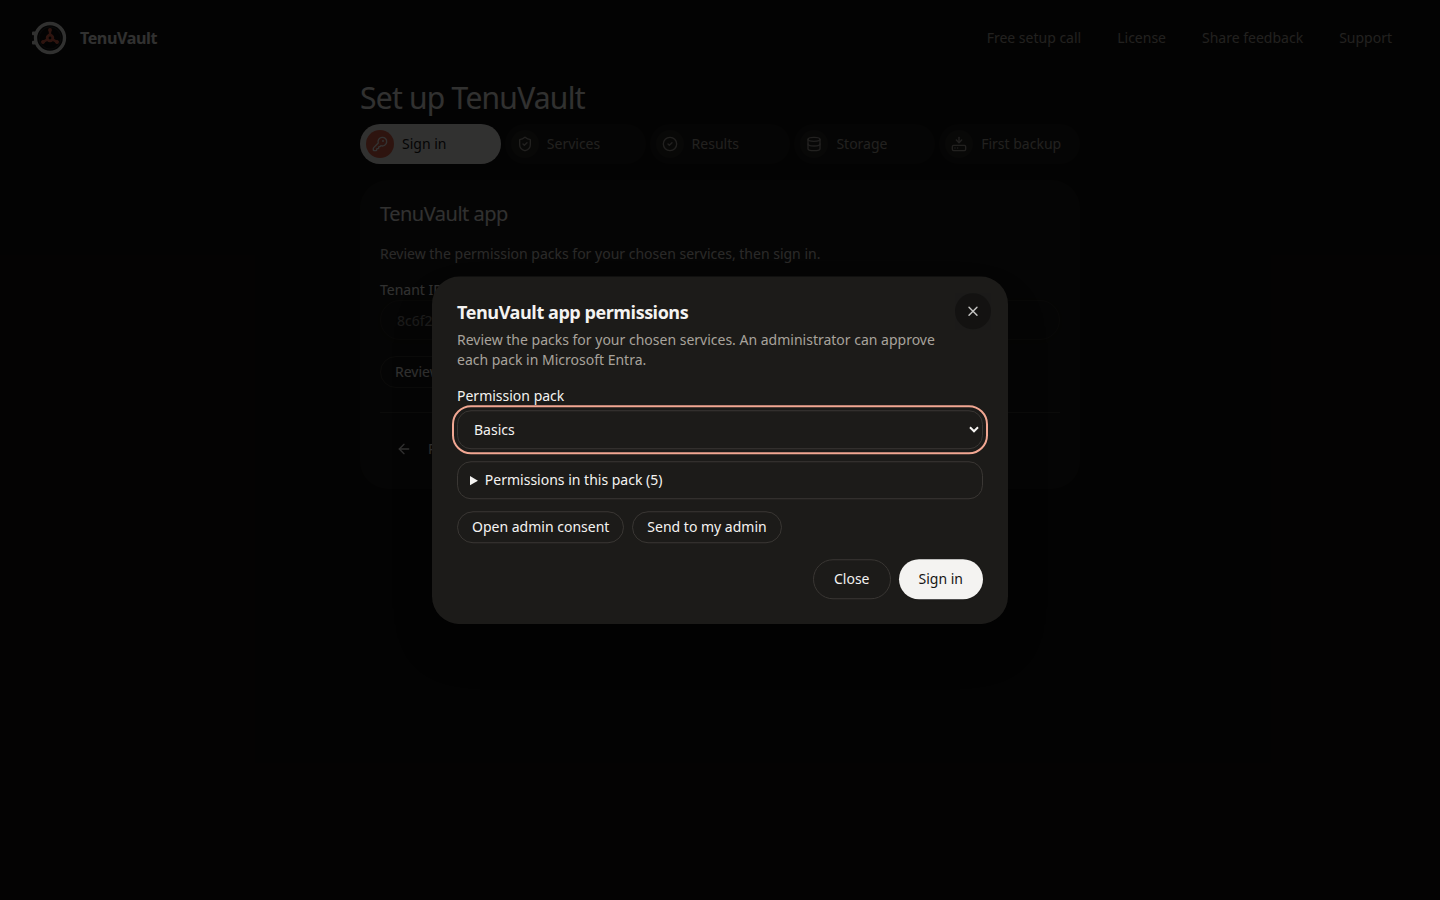 TenuVault
Free setup call
License
Share feedback
Support
Set up TenuVault
Sign in
Services
Results
Storage
First backup
TenuVault app
Review the permission packs for your chosen services, then sign in.
Tenant
8c6f2
TenuVault app permissions
Review the packs for your chosen services. An administrator can approve
each pack in Microsoft Entra.
Permission pack
Basics
Permissions in this pack (5)
Open admin consent
Send to my admin
Close
Sign in